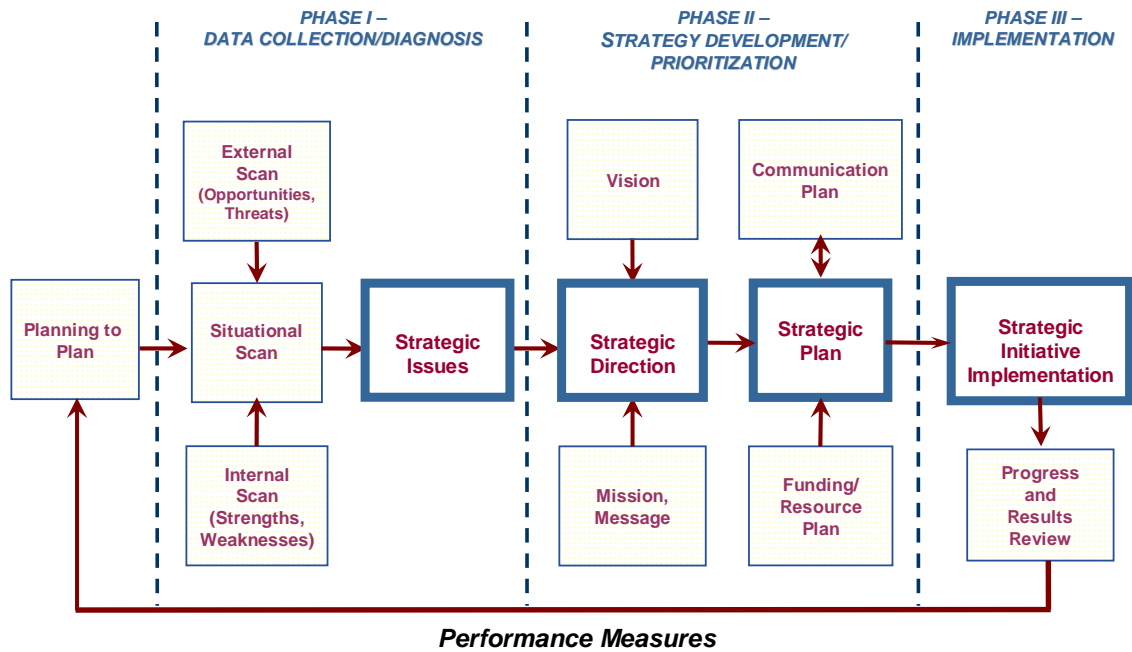 PHASE I –
DATA COLLECTION/DIAGNOSIS
PHASE II –
STRATEGY DEVELOPMENT/
PRIORITIZATION
PHASE III –
IMPLEMENTATION
External
Scan
(Opportunities,
Threats)
Vision
Communication
Plan
Planning to
Plan
Situational
Scan
Strategic
Issues
Strategic
Direction
Strategic
Plan
Strategic
Initiative
Implementation
Internal
Scan
(Strengths,
Weaknesses)
Mission,
Message
Funding/
Resource
Plan
Progress
and
Results
Review
Performance Measures